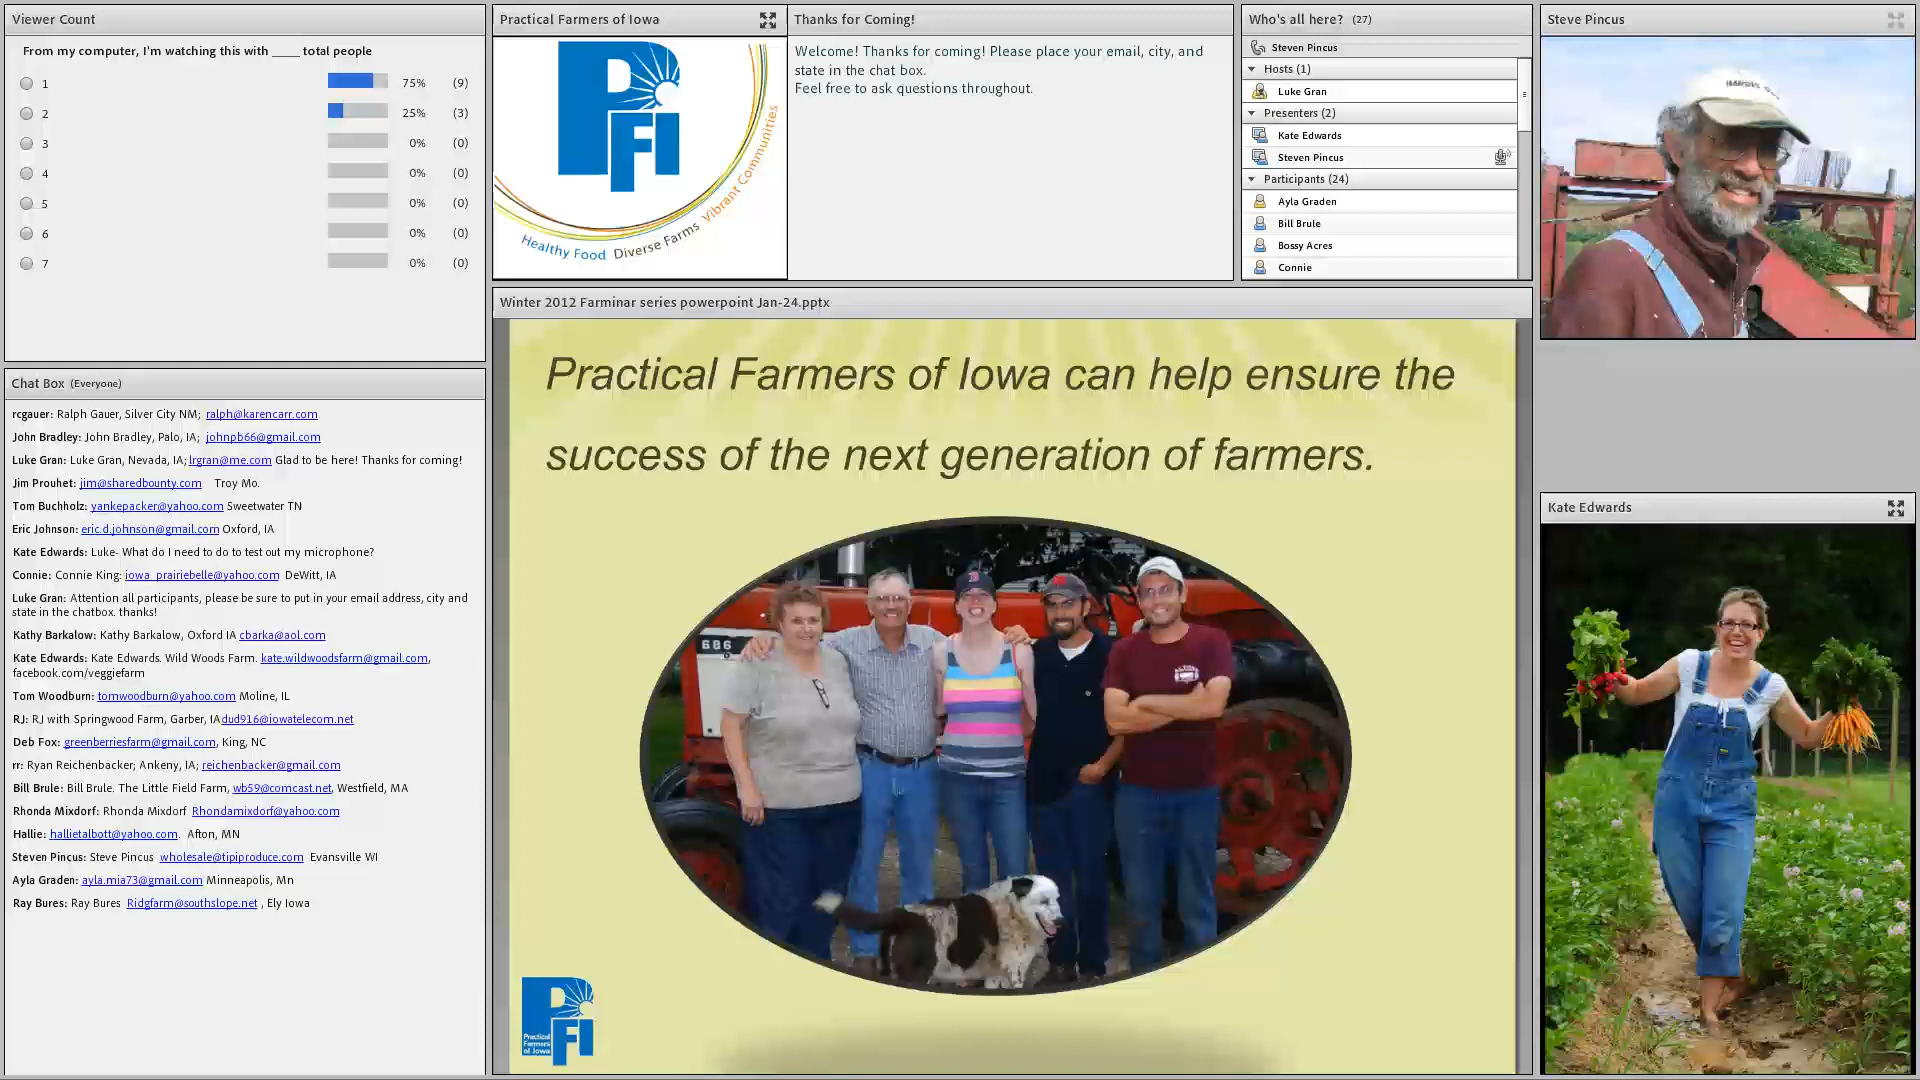 Viewer Count
From my computer, I'm watching this with ____ total people
1 75% (9)
2 25% (3)
3 0% (0)
4 0% (0)
5 0% (0)
6 0% (0)
7 0% (0)
Chat Box (Everyone)
rcgauer: Ralph Gauer, Silver City NM; ralph@karencarr.com
John Bradley: John Bradley, Palo, IA; johnpb66@gmail.com
Luke Gran: Luke Gran, Nevada, IA; lrgran@me.com Glad to be here! Thanks for coming!
Jim Prouhet: jim@sharedbounty.com Troy Mo.
Tom Buchholz: yankepacker@yahoo.com Sweetwater TN
Eric Johnson: eric.d.johnson@gmail.com Oxford, IA
Kate Edwards: Luke- What do I need to do to test out my microphone?
Connie: Connie King: iowa_prairiebelle@yahoo.com DeWitt, IA
Luke Gran: Attention all participants, please be sure to put in your email address, city and
state in the chatbox. thanks!
Kathy Barkalow: Kathy Barkalow, Oxford IA cbarka@aol.com
Kate Edwards: Kate Edwards. Wild Woods Farm. kate.wildwoodsfarm@gmail.com,
facebook.com/veggiefarm
Tom Woodburn: tomwoodburn@yahoo.com Moline, IL
RJ: RJ with Springwood Farm, Garber, IAdud916@iowatelecom.net
Deb Fox: greenberriesfarm@gmail.com, King, NC
rr: Ryan Reichenbacker; Ankeny, IA; reichenbacker@gmail.com
Bill Brule: Bill Brule. The Little Field Farm, wb59@comcast.net, Westfield, MA
Rhonda Mixdorf: Rhonda Mixdorf Rhondamixdorf@yahoo.com
Hallie: hallietalbott@yahoo.com. Afton, MN
Steven Pincus: Steve Pincus wholesale@tipiproduce.com Evansville WI
Ayla Graden: ayla.mia73@gmail.com Minneapolis, Mn
Ray Bures: Ray Bures Ridgfarm@southslope.net , Ely Iowa
Practical Farmers of Iowa
PFI
Healthy Food Diverse Farms Vibrant Communities
Thanks for Coming!
Welcome! Thanks for coming! Please place your email, city, and
state in the chat box.
Feel free to ask questions throughout.
Who's all here? (27)
Steven Pincus
Hosts (1)
Luke Gran
Presenters (2)
Kate Edwards
Steven Pincus
Participants (24)
Ayla Graden
Bill Brule
Bossy Acres
Connie
Winter 2012 Farminar series powerpoint Jan-24.pptx
Practical Farmers of Iowa can help ensure the
success of the next generation of farmers.
686
B
PFI
Practical
Farmers
of Iowa
Steve Pincus
Kate Edwards